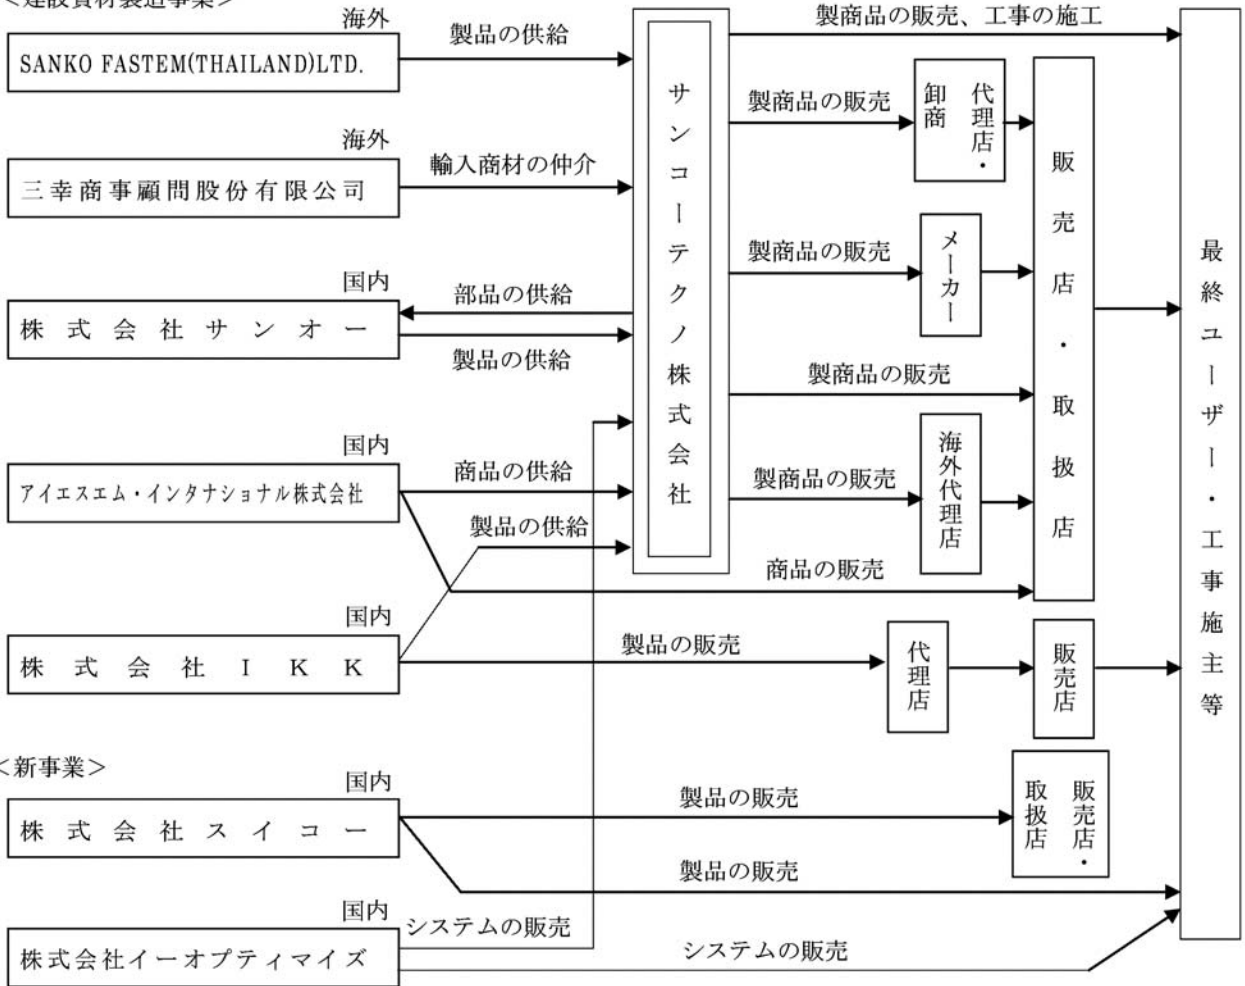 ＜建設資材製造事業＞
海外
SANKO FASTEM(THAILAND)LTD.
製品の供給
海外
三幸商事顧問股份有限公司
輸入商材の仲介
国内
株式会社サンオー
部品の供給
製品の供給
国内
アイエスエム・インタナショナル株式会社
商品の供給
製品の供給
国内
株式会社ＩＫＫ
＜新事業＞
国内
株式会社スイコー
国内
株式会社イーオプティマイズ
システムの販売
サンコーテクノ株式会社
製商品の販売、工事の施工
製商品の販売
代理店・
卸商
製商品の販売
メーカー
製商品の販売
製商品の販売
海外代理店
商品の販売
販売店・取扱店
製品の販売
代理店
販売店
製品の販売
販売店・
取扱店
製品の販売
システムの販売
最終ユーザー・工事施主等